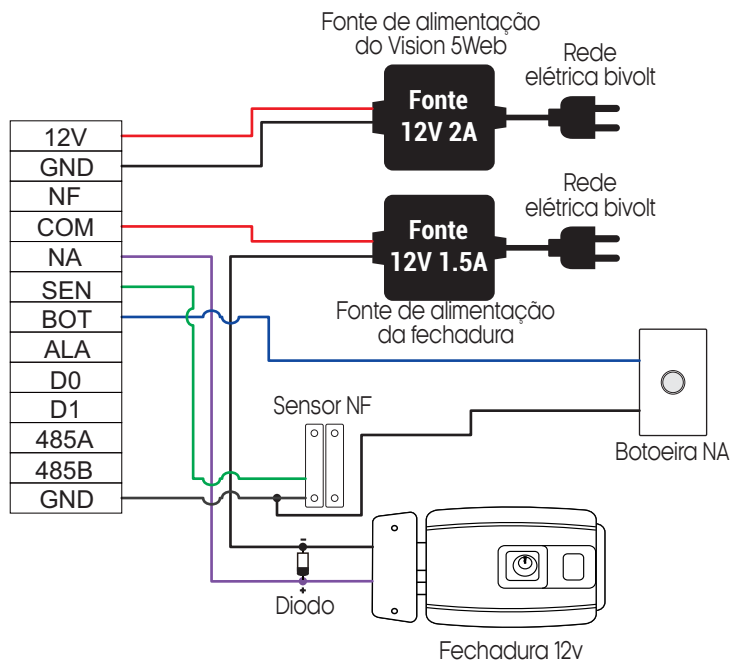 Fonte de alimentação
do Vision 5Web
Rede
elétrica bivolt
Fonte
12V 2A
12V
GND
NF
COM
NA
SEN
BOT
ALA
D0
D1
485A
485B
GND
Rede
elétrica bivolt
Fonte
12V 1.5A
Fonte de alimentação
da fechadura
Sensor NF
Botoeira NA
-
+
Diodo
Fechadura 12v